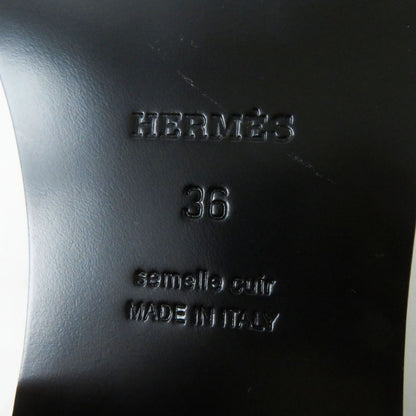 HERMÈS
36
semelle cuir
MADE IN ITALY